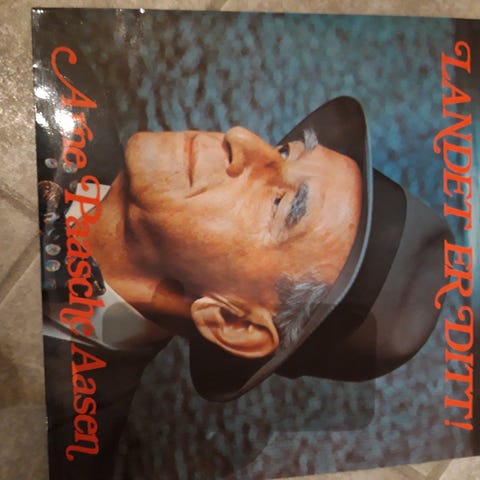 LANDET ER DITT!
Arne Paasche Aasen